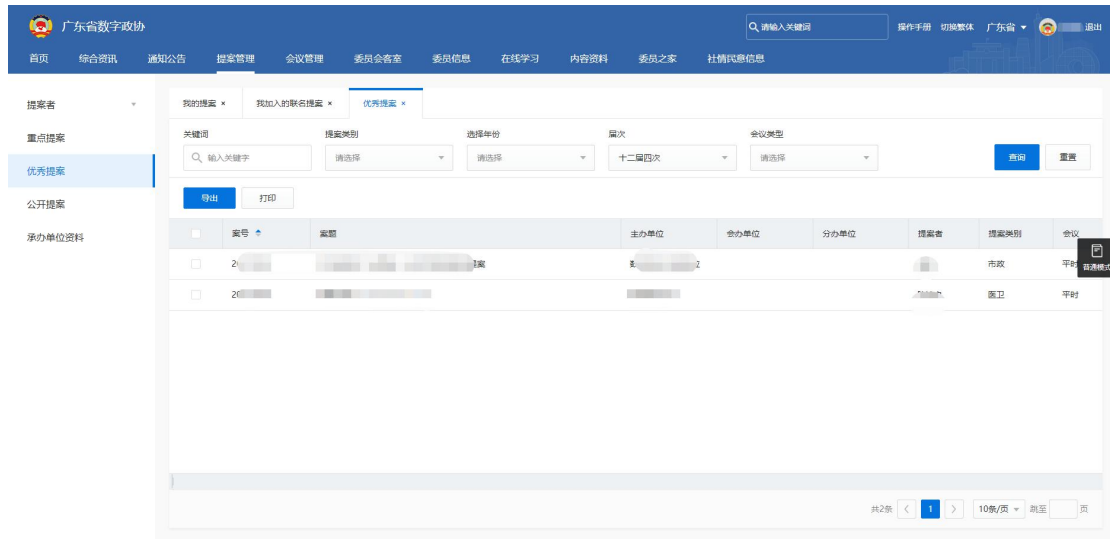 广东省数字政协
请输入关键词
操作手册 切换繁体 广东省 退出
首页 综合资讯 通知公告 提案管理 会议管理 委员会客室 委员信息 在线学习 内容资料 委员之家 社情民意信息
提案者
重点提案
优秀提案
公开提案
承办单位资料
我的提案 × 我加入的联名提案 × 优秀提案 ×
关键词 提案类别 选择年份 届次 会议类型
输入关键字 请选择 请选择 十二届四次 请选择 查询 重置
导出 打印
案号 案题 主办单位 会办单位 分办单位 提案者 提案类别 会议
2 提案 市政 平时
20 医卫 平时
普通模式
共2条 < 1 > 10条/页 跳至 页